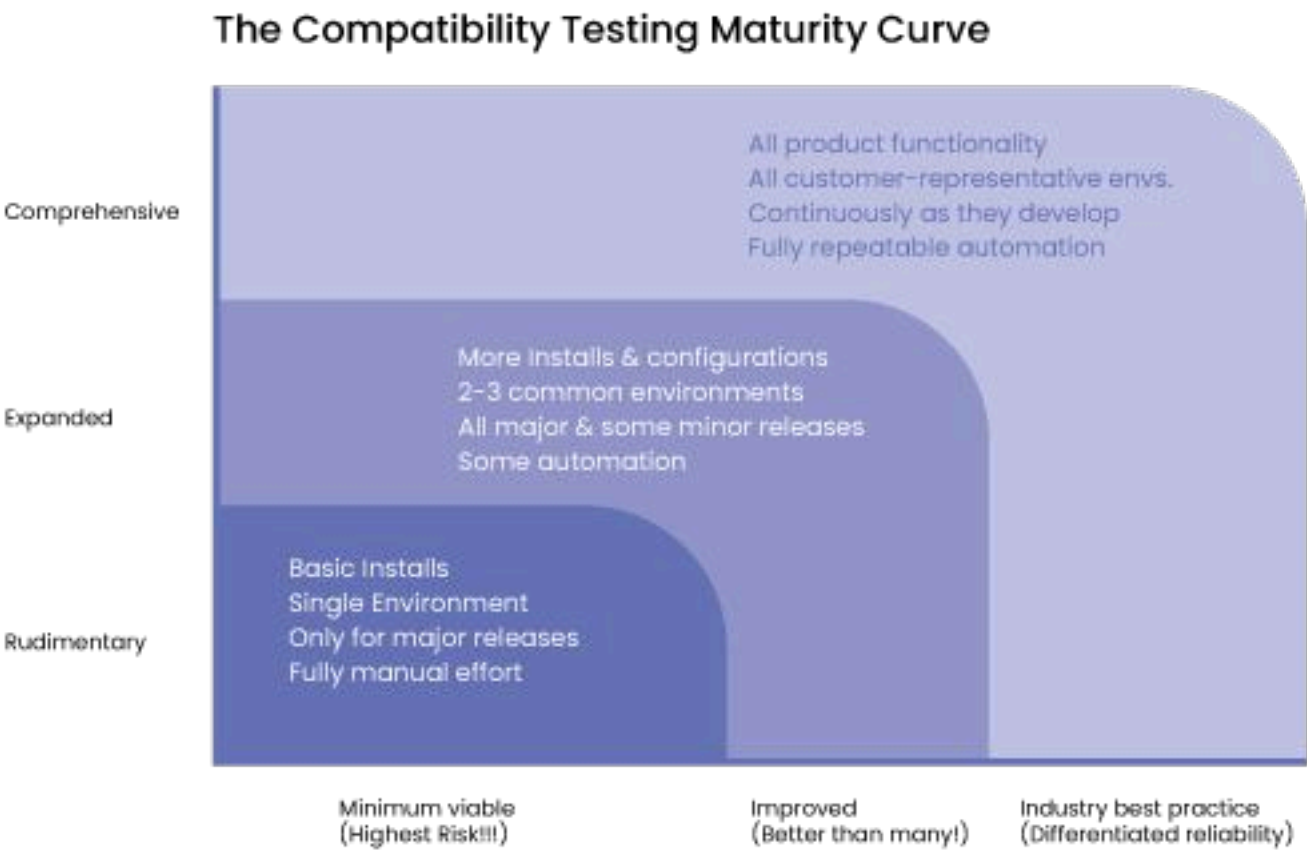 The Compatibility Testing Maturity Curve
Comprehensive
All product functionality
All customer-representative envs.
Continuously as they develop
Fully repeatable automation
Expanded
More Installs & configurations
2-3 common environments
All major & some minor releases
Some automation
Rudimentary
Basic Installs
Single Environment
Only for major releases
Fully manual effort
Minimum viable
(Highest Risk!!!)
Improved
(Better than many!)
Industry best practice
(Differentiated reliability)